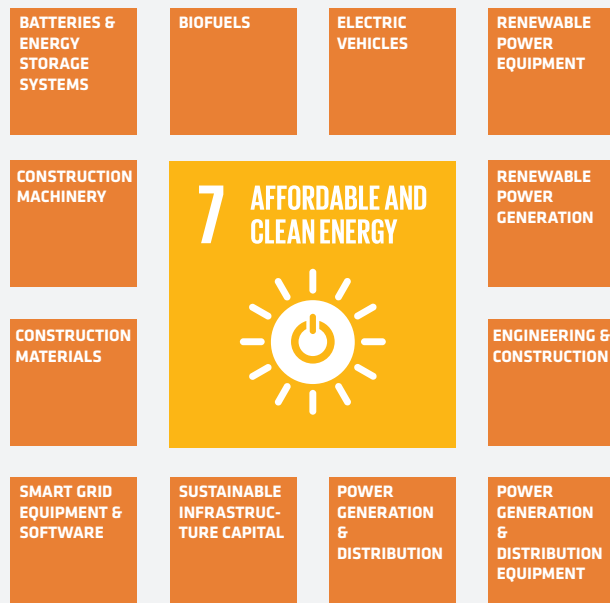 BATTERIES &
ENERGY
STORAGE
SYSTEMS
BIOFUELS
ELECTRIC
VEHICLES
RENEWABLE
POWER
EQUIPMENT
CONSTRUCTION
MACHINERY
7
AFFORDABLE AND
CLEAN ENERGY
RENEWABLE
POWER
GENERATION
CONSTRUCTION
MATERIALS
ENGINEERING &
CONSTRUCTION
SMART GRID
EQUIPMENT &
SOFTWARE
SUSTAINABLE
INFRASTRUC-
TURE CAPITAL
POWER
GENERATION
&
DISTRIBUTION
POWER
GENERATION
&
DISTRIBUTION
EQUIPMENT